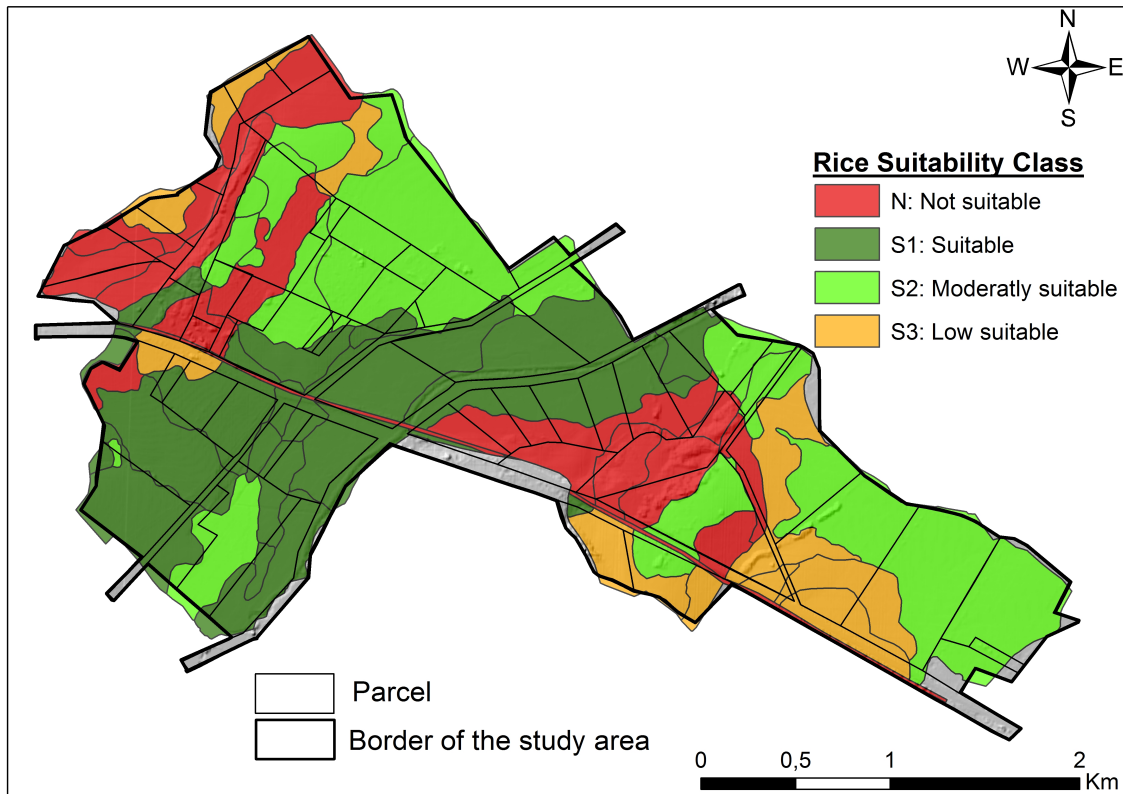 N
W E
S
Rice Suitability Class
N: Not suitable
S1: Suitable
S2: Moderatly suitable
S3: Low suitable
Parcel
Border of the study area
0 0,5 1 2
Km